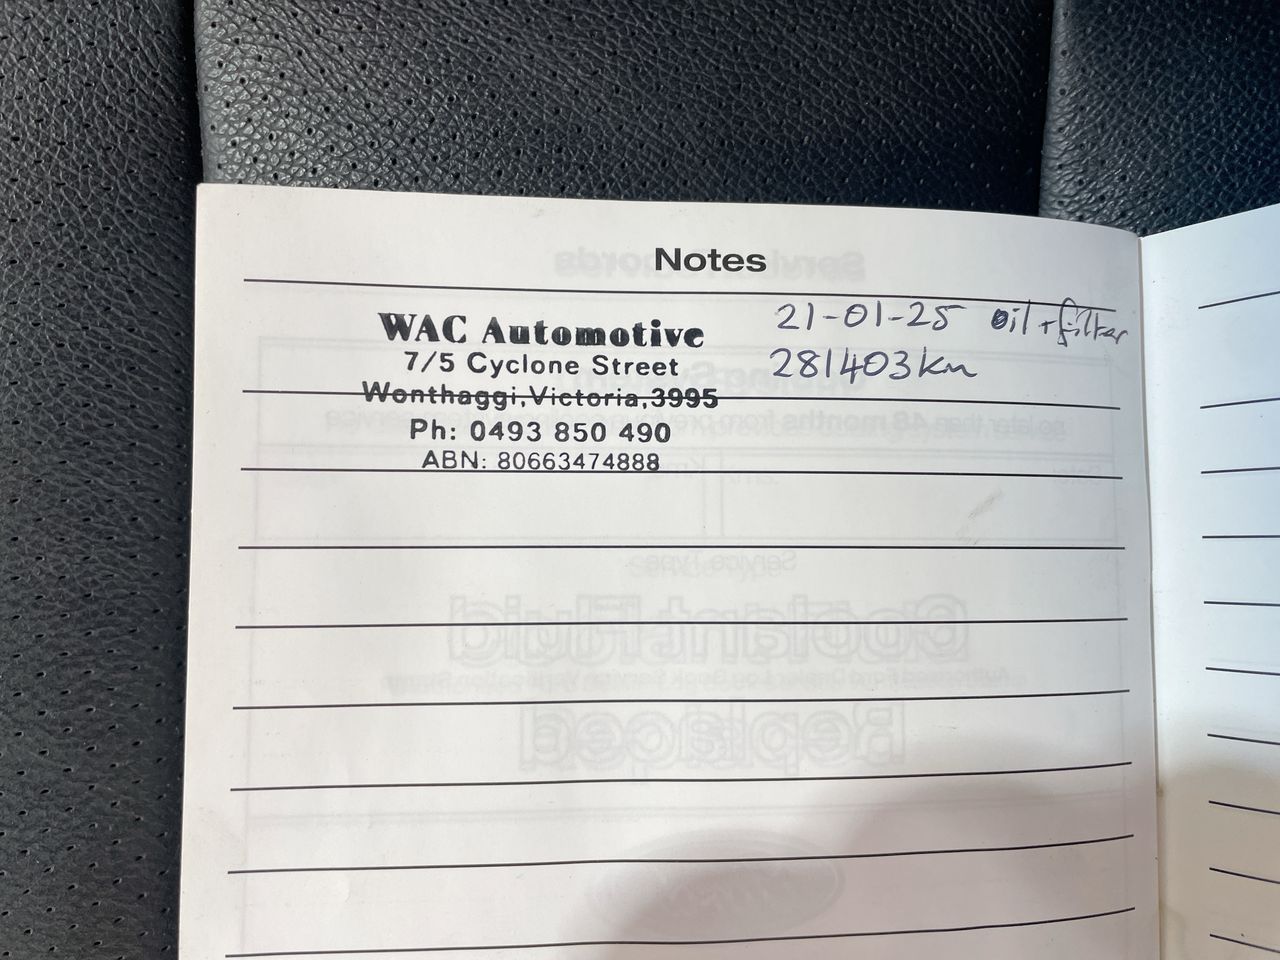 Notes
WAC Automotive
7/5 Cyclone Street
Wonthaggi,Victoria,3995
Ph: 0493 850 490
ABN: 80663474888
21-01-25 oil + filter
281403km